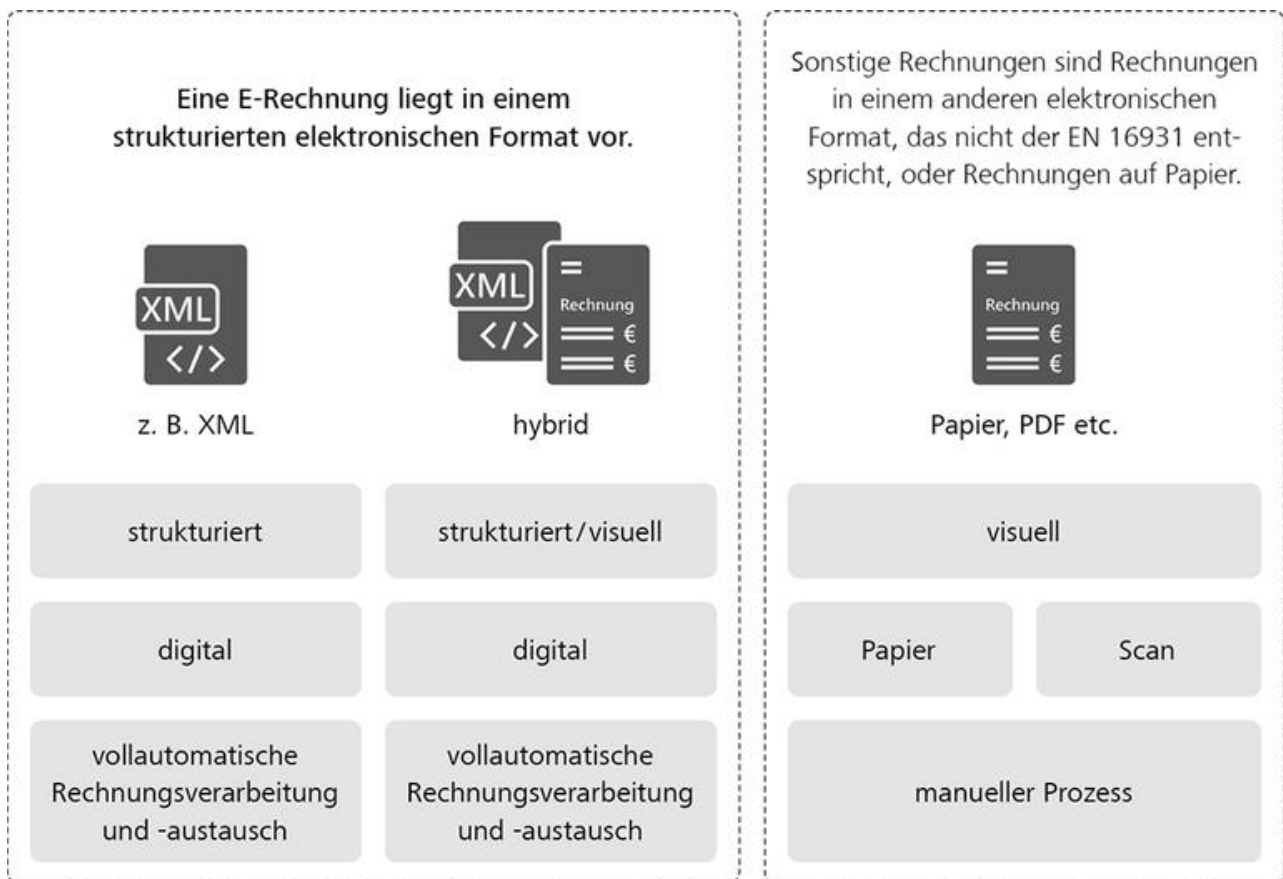 Eine E-Rechnung liegt in einem
strukturierten elektronischen Format vor.
XML
</>
z. B. XML
XML
</>
=
Rechnung
€
€
hybrid
strukturiert
strukturiert/visuell
digital
digital
vollautomatische
Rechnungsverarbeitung
und -austausch
vollautomatische
Rechnungsverarbeitung
und -austausch
Sonstige Rechnungen sind Rechnungen
in einem anderen elektronischen
Format, das nicht der EN 16931 ent-
spricht, oder Rechnungen auf Papier.
=
Rechnung
€
€
Papier, PDF etc.
visuell
Papier
Scan
manueller Prozess